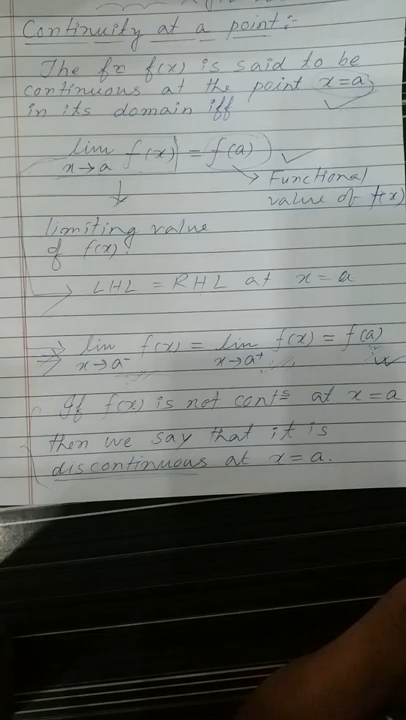 Continuity at a point:-
The fx f(x) is said to be
continuous at the point x=a
in its domain iff
lim x→a f(x) = f(a)
→ Functional
value of f(x)
↓
limiting value
of f(x).
→ LHL = RHL at x = a
⇒ lim x→a⁻ f(x) = lim x→a⁺ f(x) = f(a)
If f(x) is not conts at x=a
then we say that it is
discontinuous at x=a.